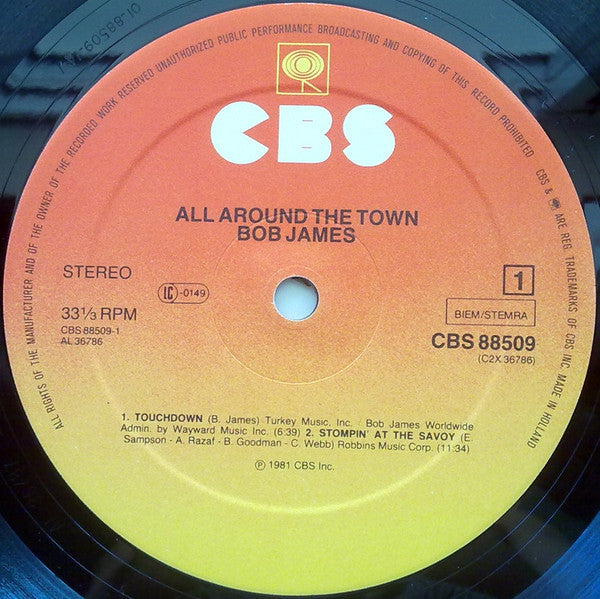 ALL RIGHTS OF THE MANUFACTURER AND OF THE OWNER OF THE RECORDED WORK RESERVED UNAUTHORIZED PUBLIC PERFORMANCE BROADCASTING AND COPYING OF THIS RECORD PROHIBITED CBS & ARE REG. TRADEMARKS OF CBS INC. MADE IN HOLLAND
CBS
ALL AROUND THE TOWN
BOB JAMES
STEREO
LC-0149
1
33⅓ RPM
BIEM/STEMRA
CBS 88509-1
CBS 88509
AL 36786
(C2X 36786)
1. TOUCHDOWN (B. James) Turkey Music, Inc. / Bob James Worldwide
Admin. by Wayward Music Inc. (6:39) 2. STOMPIN' AT THE SAVOY (E.
Sampson - A. Razaf - B. Goodman - C. Webb) Robbins Music Corp. (11:34)
℗ 1981 CBS Inc.